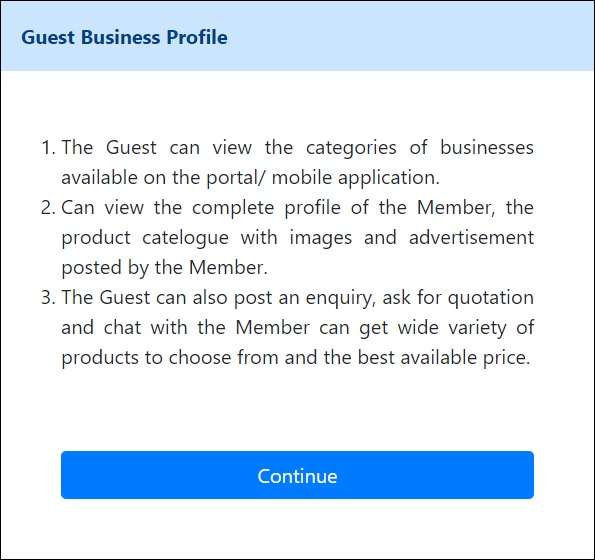 Guest Business Profile
1. The Guest can view the categories of businesses
available on the portal/ mobile application.
2. Can view the complete profile of the Member, the
product catelogue with images and advertisement
posted by the Member.
3. The Guest can also post an enquiry, ask for quotation
and chat with the Member can get wide variety of
products to choose from and the best available price.
Continue